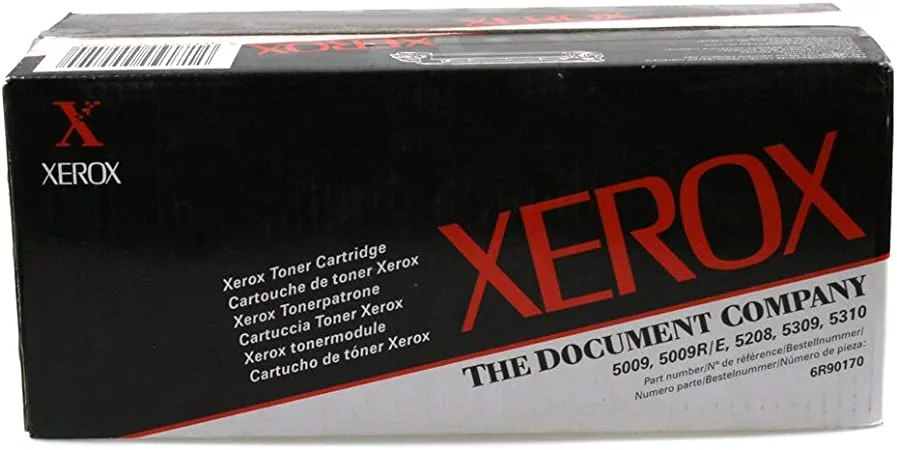 XEROX
X
XEROX
XEROX
Xerox Toner Cartridge
Cartouche de toner Xerox
Xerox Tonerpatrone
Cartuccia Toner Xerox
Xerox tonermodule
Cartucho de tóner Xerox
THE DOCUMENT COMPANY
5009, 5009R/E, 5208, 5309, 5310
Part number/N° de référence/Bestellnummer/
Numero parte/Bestelnummer/Número de pieza:
6R90170